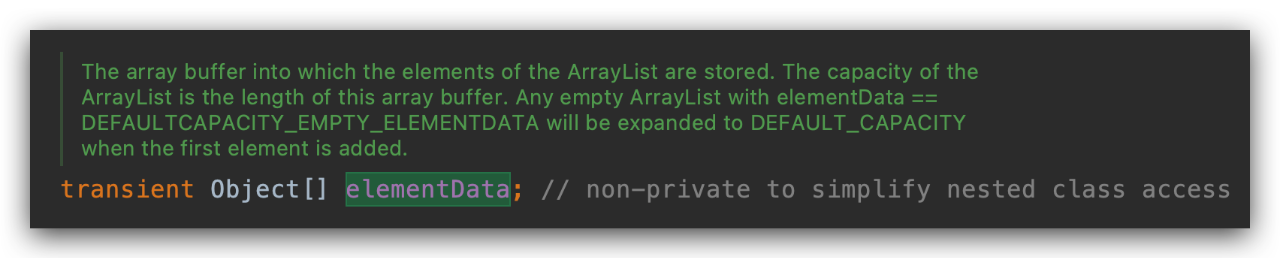 The array buffer into which the elements of the ArrayList are stored. The capacity of the
ArrayList is the length of this array buffer. Any empty ArrayList with elementData ==
DEFAULTCAPACITY_EMPTY_ELEMENTDATA will be expanded to DEFAULT_CAPACITY
when the first element is added.
transient Object[] elementData; // non-private to simplify nested class access